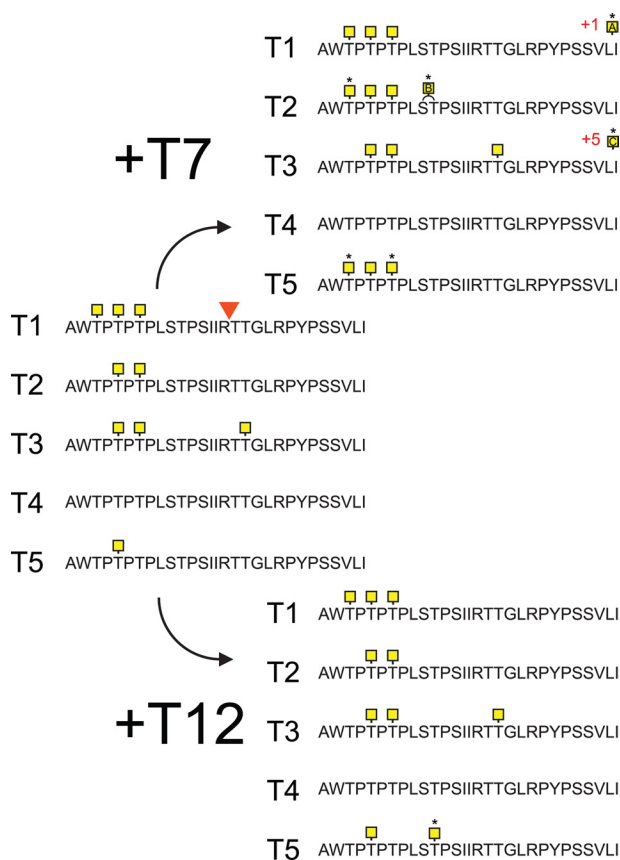 *
+1 A
T1 AWTPTPTPLSTPSIIRTTGLRPYPSSVLI
* *
B
T2 AWTPTPTPLSTPSIIRTTGLRPYPSSVLI
+T7
*
+5 C
T3 AWTPTPTPLSTPSIIRTTGLRPYPSSVLI
T4 AWTPTPTPLSTPSIIRTTGLRPYPSSVLI
* *
T5 AWTPTPTPLSTPSIIRTTGLRPYPSSVLI
T1 AWTPTPTPLSTPSIIRTTGLRPYPSSVLI
T2 AWTPTPTPLSTPSIIRTTGLRPYPSSVLI
T3 AWTPTPTPLSTPSIIRTTGLRPYPSSVLI
T4 AWTPTPTPLSTPSIIRTTGLRPYPSSVLI
T5 AWTPTPTPLSTPSIIRTTGLRPYPSSVLI
T1 AWTPTPTPLSTPSIIRTTGLRPYPSSVLI
T2 AWTPTPTPLSTPSIIRTTGLRPYPSSVLI
+T12
T3 AWTPTPTPLSTPSIIRTTGLRPYPSSVLI
T4 AWTPTPTPLSTPSIIRTTGLRPYPSSVLI
*
T5 AWTPTPTPLSTPSIIRTTGLRPYPSSVLI